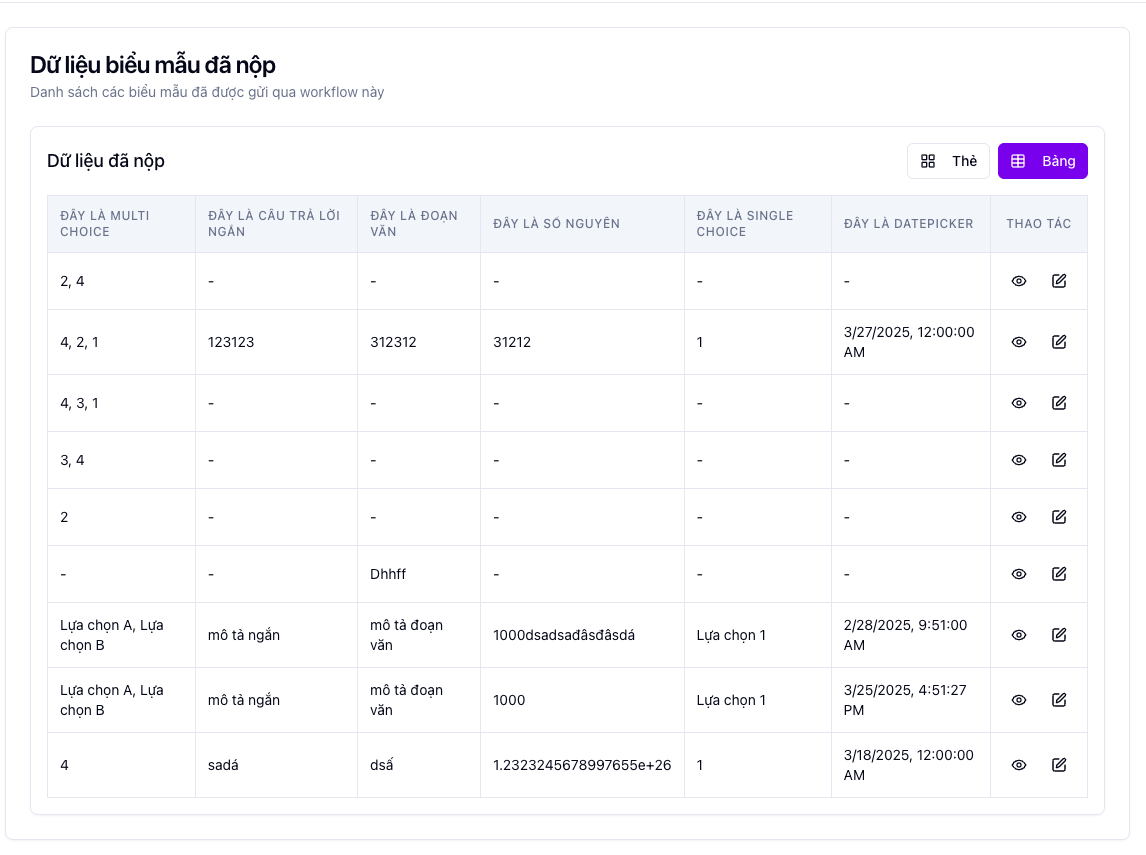 Dữ liệu biểu mẫu đã nộp
Danh sách các biểu mẫu đã được gửi qua workflow này
Dữ liệu đã nộp
Thẻ
Bảng
ĐÂY LÀ MULTI
CHOICE
ĐÂY LÀ CÂU TRẢ LỜI
NGẮN
ĐÂY LÀ ĐOẠN
VĂN
ĐÂY LÀ SỐ NGUYÊN
ĐÂY LÀ SINGLE
CHOICE
ĐÂY LÀ DATEPICKER
THAO TÁC
2, 4
-
-
-
-
-
4, 2, 1
123123
312312
31212
1
3/27/2025, 12:00:00
AM
4, 3, 1
-
-
-
-
-
3, 4
-
-
-
-
-
2
-
-
-
-
-
-
-
Dhhff
-
-
-
Lựa chọn A, Lựa
chọn B
mô tả ngắn
mô tả đoạn
văn
1000dsadsađâsđâsdá
Lựa chọn 1
2/28/2025, 9:51:00
AM
Lựa chọn A, Lựa
chọn B
mô tả ngắn
mô tả đoạn
văn
1000
Lựa chọn 1
3/25/2025, 4:51:27
PM
4
sadá
dsấ
1.2323245678997655e+26
1
3/18/2025, 12:00:00
AM